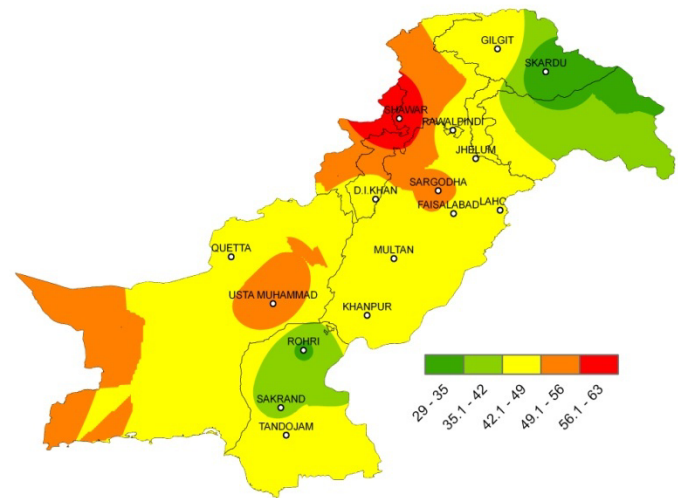 GILGIT
SKARDU
SHAWAR
RAWALPINDI
JHELUM
SARGODHA
D.I.KHAN
FAISALABAD
LAHO
QUETTA
MULTAN
USTA MUHAMMAD
KHANPUR
ROHRI
SAKRAND
TANDOJAM
29 - 35
35.1 - 42
42.1 - 49
49.1 - 56
56.1 - 63